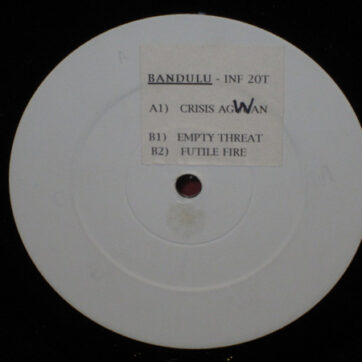 BANDULU - INF 20T
A1) CRISIS AGWAN
B1) EMPTY THREAT
B2) FUTILE FIRE